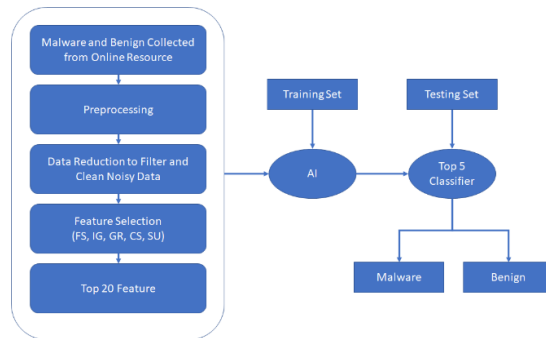 Malware and Benign Collected
from Online Resource
Preprocessing
Data Reduction to Filter and
Clean Noisy Data
Feature Selection
(FS, IG, GR, CS, SU)
Top 20 Feature
Training Set
AI
Testing Set
Top 5
Classifier
Malware
Benign